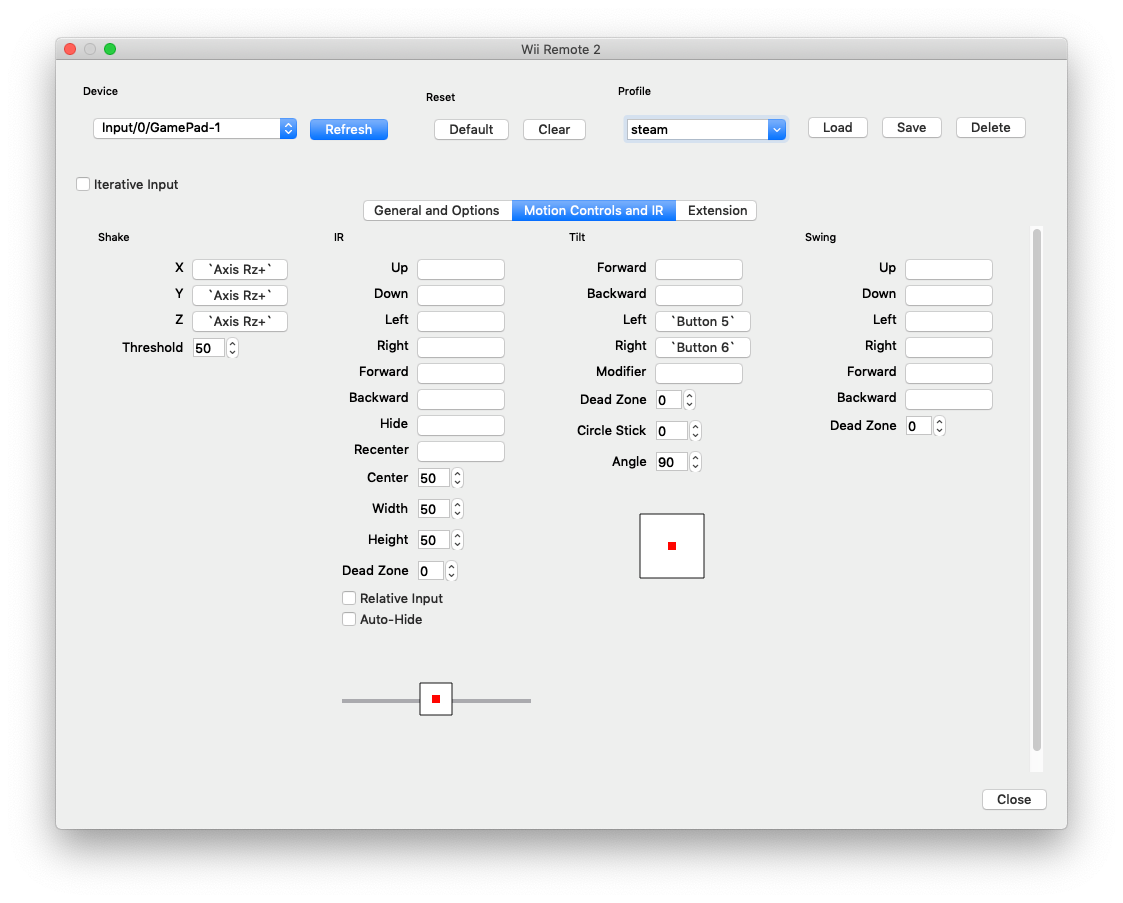 Wii Remote 2
Device
Reset
Profile
Input/0/GamePad-1
Refresh
Default
Clear
steam
Load
Save
Delete
Iterative Input
General and Options
Motion Controls and IR
Extension
Shake
X `Axis Rz+`
Y `Axis Rz+`
Z `Axis Rz+`
Threshold 50
IR
Up
Down
Left
Right
Forward
Backward
Hide
Recenter
Center 50
Width 50
Height 50
Dead Zone 0
Relative Input
Auto-Hide
Tilt
Forward
Backward
Left `Button 5`
Right `Button 6`
Modifier
Dead Zone 0
Circle Stick 0
Angle 90
Swing
Up
Down
Left
Right
Forward
Backward
Dead Zone 0
Close